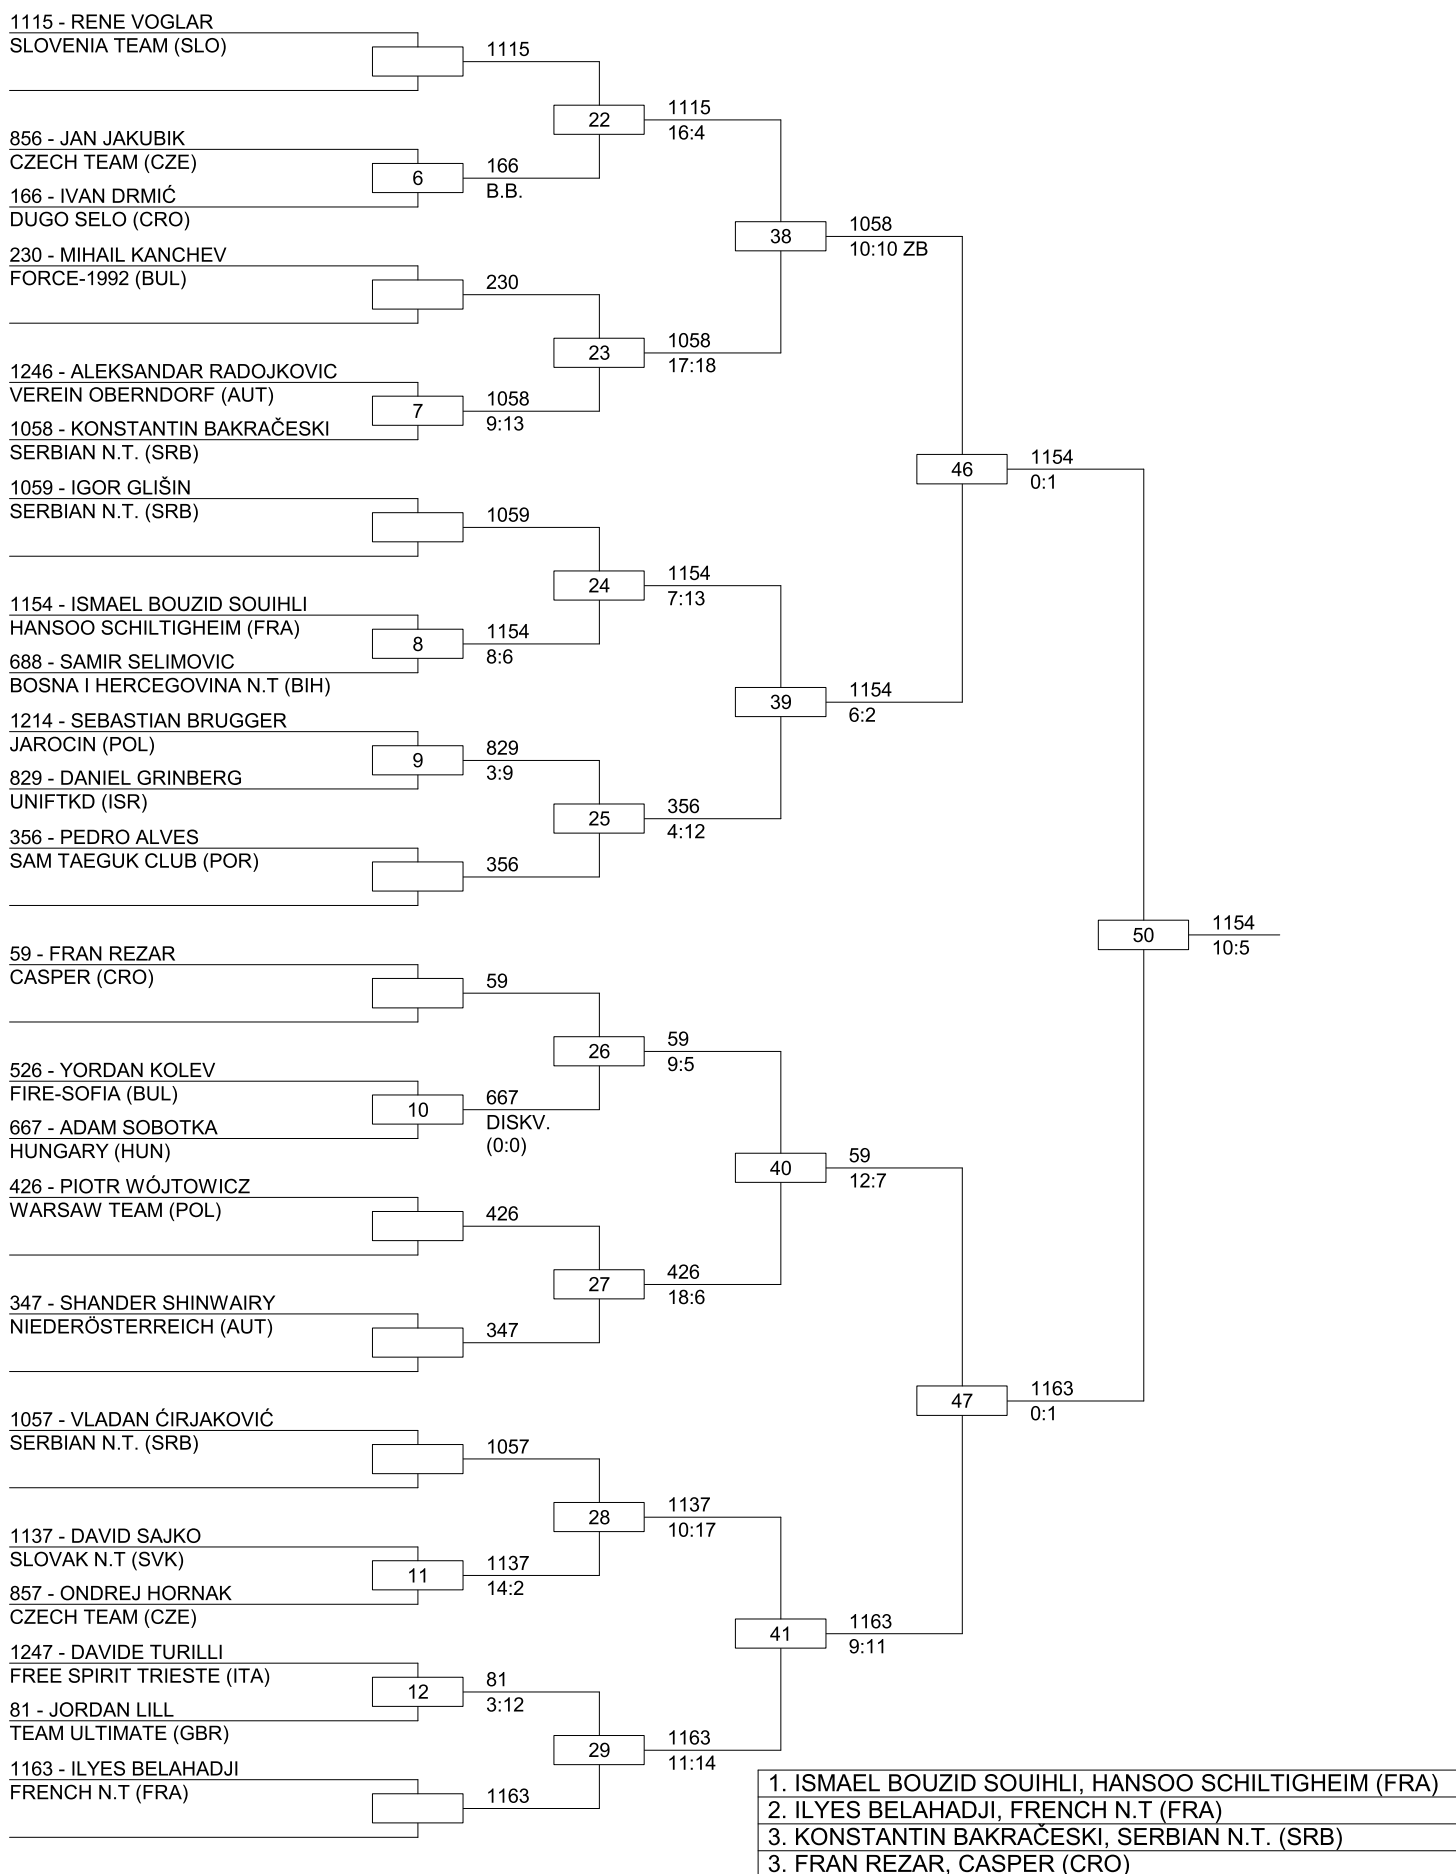 1115 - RENE VOGLAR
SLOVENIA TEAM (SLO)
1115
22
1115
16:4
856 - JAN JAKUBIK
CZECH TEAM (CZE)
6
166
B.B.
166 - IVAN DRMIĆ
DUGO SELO (CRO)
38
1058
10:10 ZB
230 - MIHAIL KANCHEV
FORCE-1992 (BUL)
230
23
1058
17:18
1246 - ALEKSANDAR RADOJKOVIC
VEREIN OBERNDORF (AUT)
7
1058
9:13
1058 - KONSTANTIN BAKRAČESKI
SERBIAN N.T. (SRB)
46
1154
0:1
1059 - IGOR GLIŠIN
SERBIAN N.T. (SRB)
1059
24
1154
7:13
1154 - ISMAEL BOUZID SOUIHLI
HANSOO SCHILTIGHEIM (FRA)
8
1154
8:6
688 - SAMIR SELIMOVIC
BOSNA I HERCEGOVINA N.T (BIH)
39
1154
6:2
1214 - SEBASTIAN BRUGGER
JAROCIN (POL)
9
829
3:9
829 - DANIEL GRINBERG
UNIFTKD (ISR)
25
356
4:12
356 - PEDRO ALVES
SAM TAEGUK CLUB (POR)
356
50
1154
10:5
59 - FRAN REZAR
CASPER (CRO)
59
26
59
9:5
526 - YORDAN KOLEV
FIRE-SOFIA (BUL)
10
667
DISKV.
(0:0)
667 - ADAM SOBOTKA
HUNGARY (HUN)
40
59
12:7
426 - PIOTR WÓJTOWICZ
WARSAW TEAM (POL)
426
27
426
18:6
347 - SHANDER SHINWAIRY
NIEDERÖSTERREICH (AUT)
347
47
1163
0:1
1057 - VLADAN ĆIRJAKOVIĆ
SERBIAN N.T. (SRB)
1057
28
1137
10:17
1137 - DAVID SAJKO
SLOVAK N.T (SVK)
11
1137
14:2
857 - ONDREJ HORNAK
CZECH TEAM (CZE)
41
1163
9:11
1247 - DAVIDE TURILLI
FREE SPIRIT TRIESTE (ITA)
12
81
3:12
81 - JORDAN LILL
TEAM ULTIMATE (GBR)
29
1163
11:14
1163 - ILYES BELAHADJI
FRENCH N.T (FRA)
1163
1. ISMAEL BOUZID SOUIHLI, HANSOO SCHILTIGHEIM (FRA)
2. ILYES BELAHADJI, FRENCH N.T (FRA)
3. KONSTANTIN BAKRAČESKI, SERBIAN N.T. (SRB)
3. FRAN REZAR, CASPER (CRO)